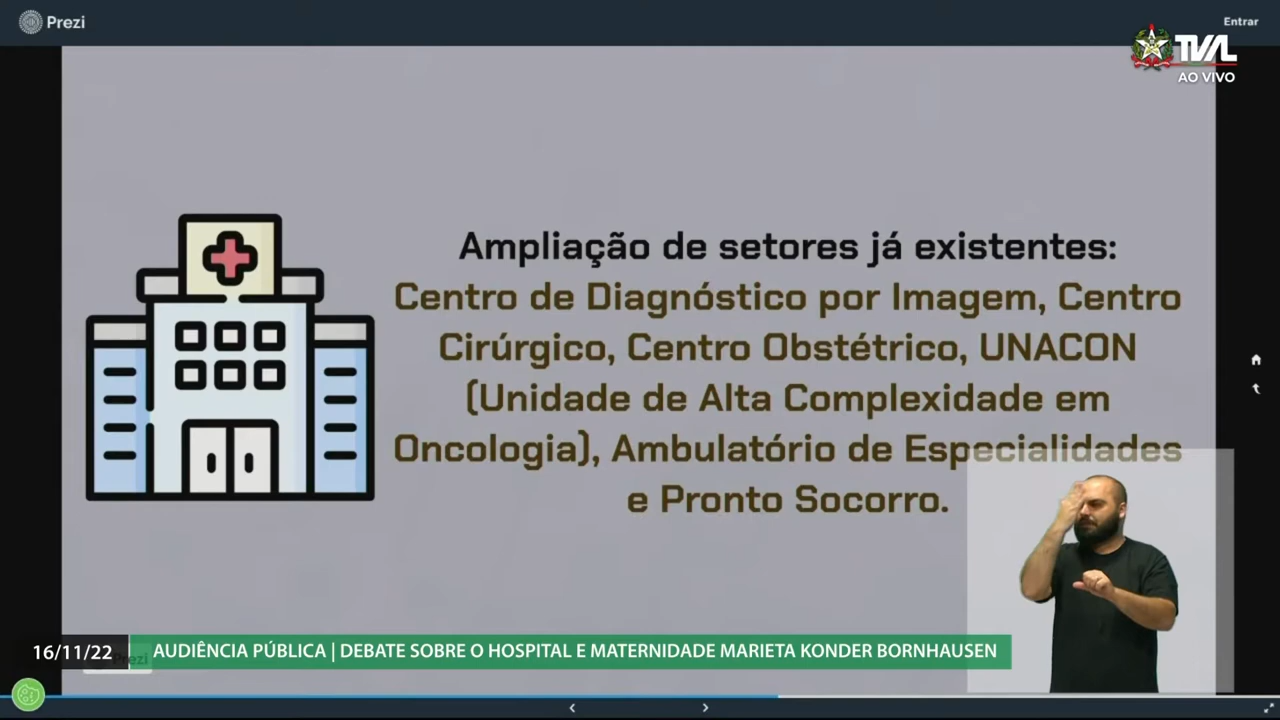 Prezi
Entrar
TVAL
AO VIVO
Ampliação de setores já existentes:
Centro de Diagnóstico por Imagem, Centro
Cirúrgico, Centro Obstétrico, UNACON
(Unidade de Alta Complexidade em
Oncologia), Ambulatório de Especialidades
e Pronto Socorro.
16/11/22
Prezi
AUDIÊNCIA PÚBLICA | DEBATE SOBRE O HOSPITAL E MATERNIDADE MARIETA KONDER BORNHAUSEN